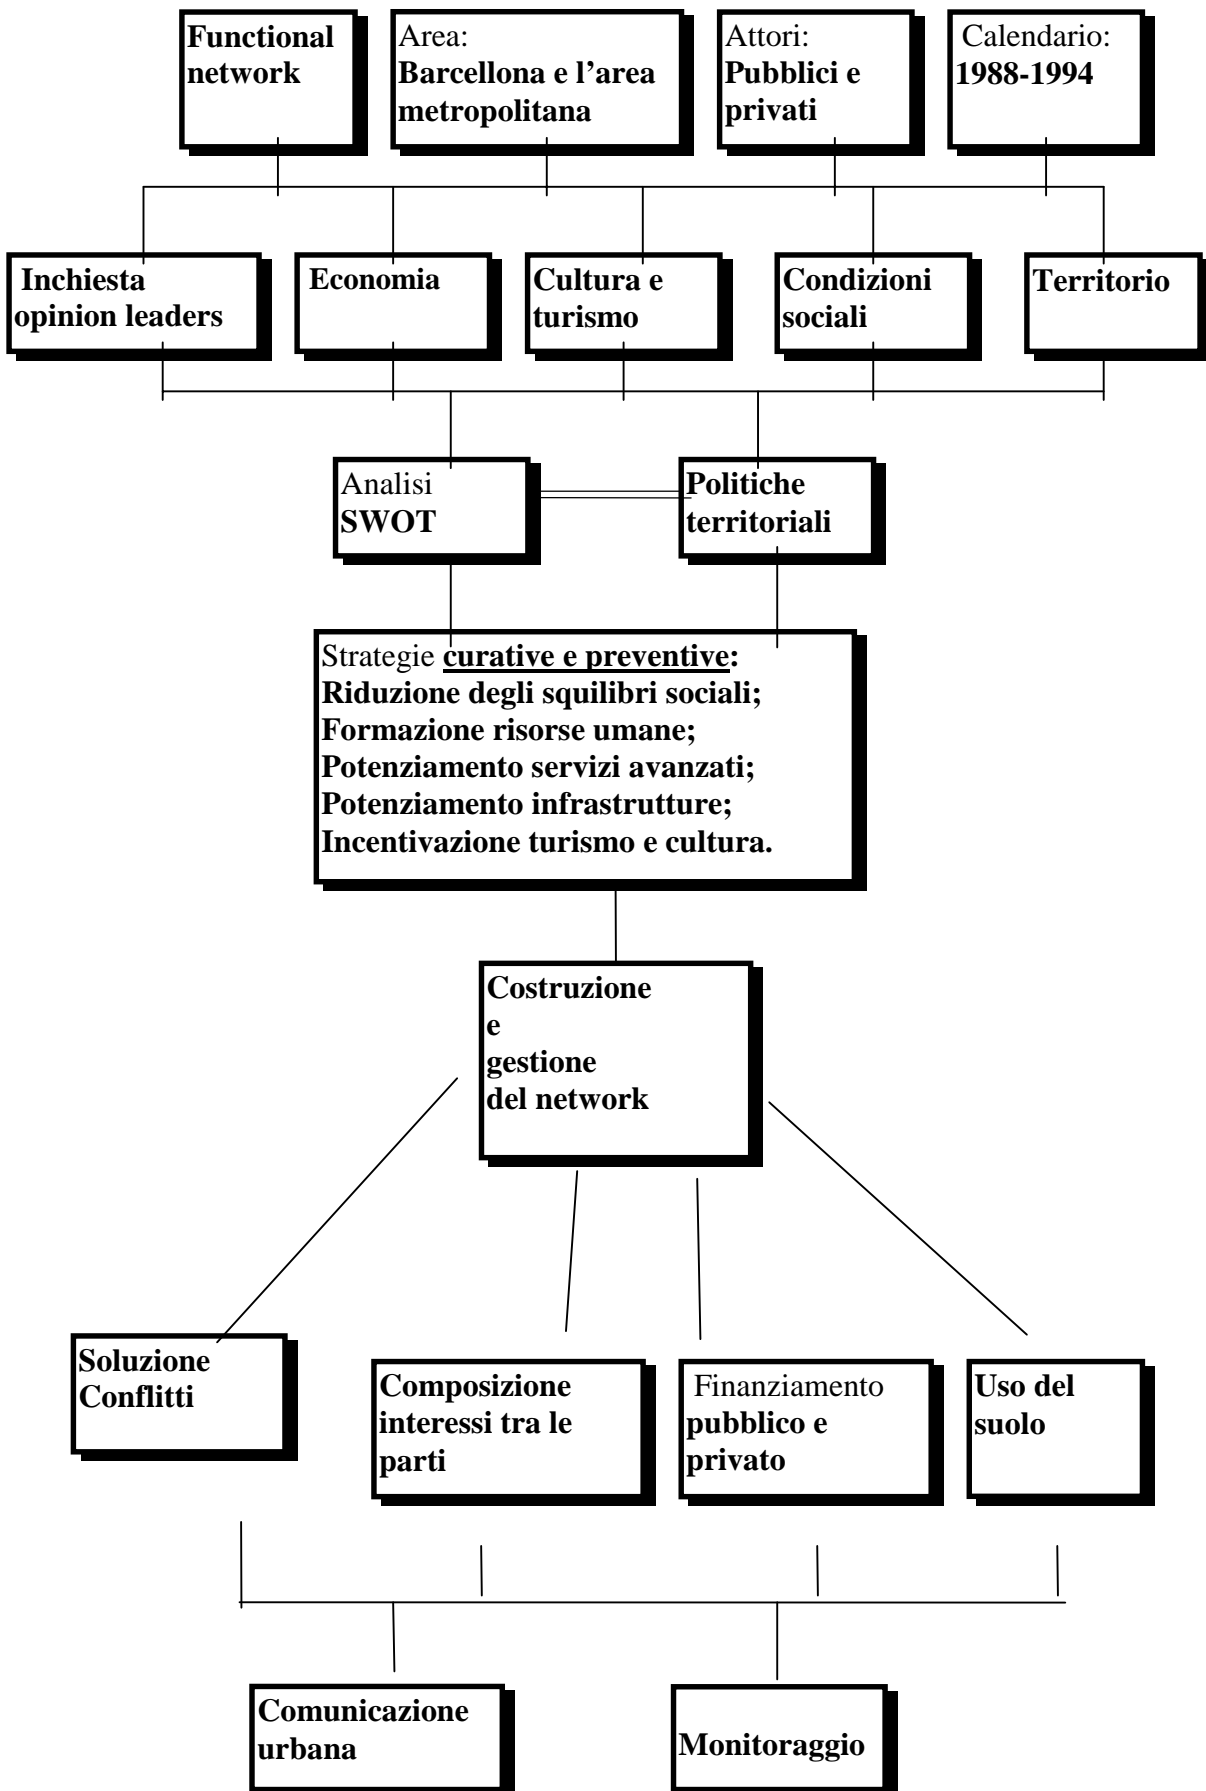 Functional
network
Area:
Barcellona e l’area
metropolitana
Attori:
Pubblici e
privati
Calendario:
1988-1994
Inchiesta
opinion leaders
Economia
Cultura e
turismo
Condizioni
sociali
Territorio
Analisi
SWOT
Politiche
territoriali
Strategie curative e preventive:
Riduzione degli squilibri sociali;
Formazione risorse umane;
Potenziamento servizi avanzati;
Potenziamento infrastrutture;
Incentivazione turismo e cultura.
Costruzione
e
gestione
del network
Soluzione
Conflitti
Composizione
interessi tra le
parti
Finanziamento
pubblico e
privato
Uso del
suolo
Comunicazione
urbana
Monitoraggio